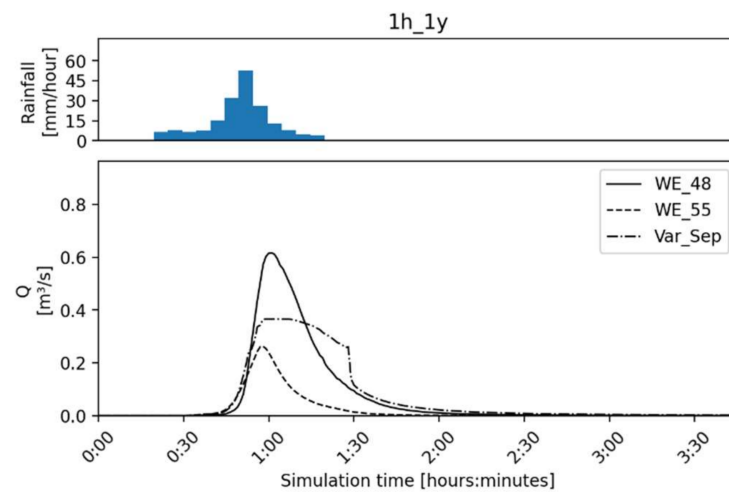 1h_1y
Rainfall
[mm/hour]
60
45
30
15
0
WE_48
WE_55
Var_Sep
Q
[m³/s]
0.8
0.6
0.4
0.2
0.0
0:00
0:30
1:00
1:30
2:00
2:30
3:00
3:30
Simulation time [hours:minutes]